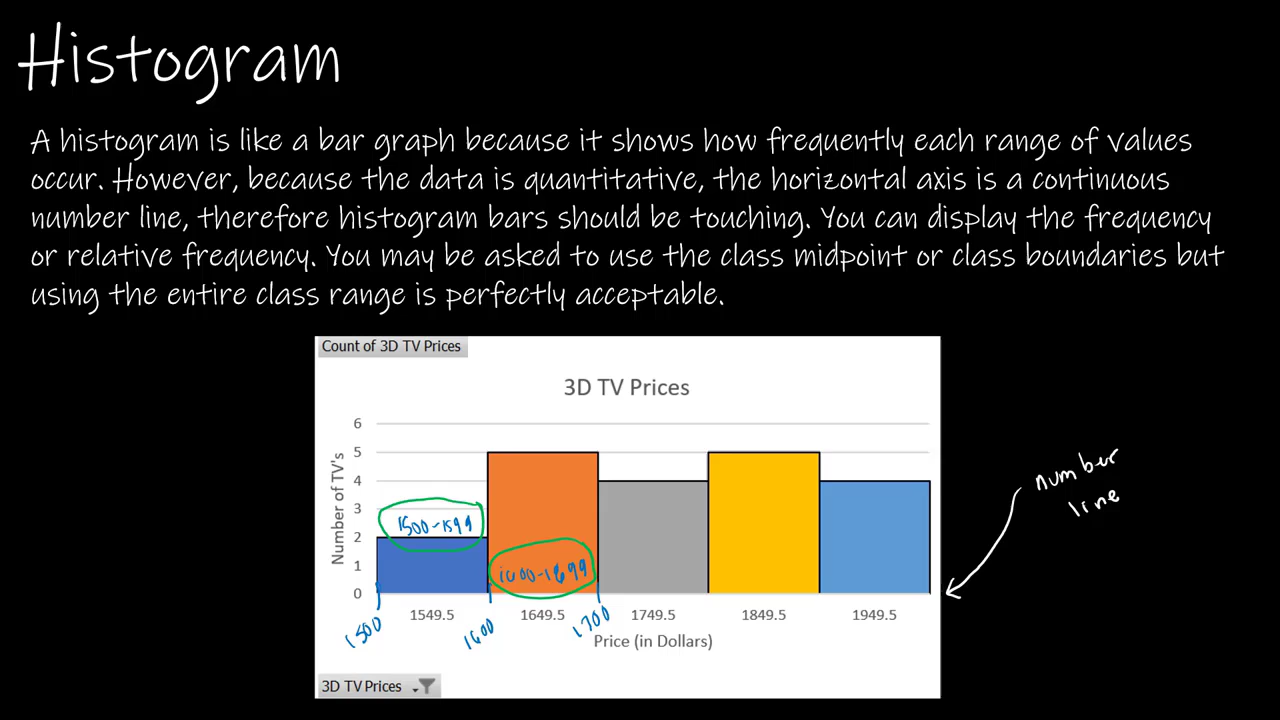 Histogram
A histogram is like a bar graph because it shows how frequently each range of values
occur. However, because the data is quantitative, the horizontal axis is a continuous
number line, therefore histogram bars should be touching. You can display the frequency
or relative frequency. You may be asked to use the class midpoint or class boundaries but
using the entire class range is perfectly acceptable.
Count of 3D TV Prices
3D TV Prices
Number of TV's
6
5
4
3
2
1
0
1500-1599
1600-1699
1549.5 1649.5 1749.5 1849.5 1949.5
1500 1600 1700
Price (in Dollars)
3D TV Prices
number
line